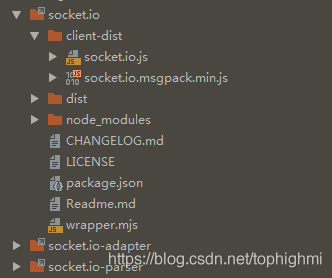 socket.io
client-dist
socket.io.js
socket.io.msgpack.min.js
dist
node_modules
CHANGELOG.md
LICENSE
package.json
Readme.md
wrapper.mjs
https://blog.csdn.net/tophighmi
socket.io-adapter
socket.io-parser